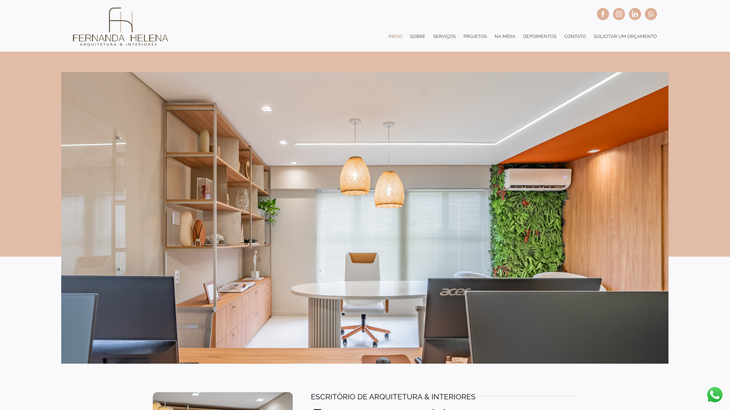 FERNANDA HELENA
ARQUITETURA & INTERIORES
INÍCIO SOBRE SERVIÇOS PROJETOS NA MÍDIA DEPOIMENTOS CONTATO SOLICITAR UM ORÇAMENTO
acer
ESCRITÓRIO DE ARQUITETURA & INTERIORES